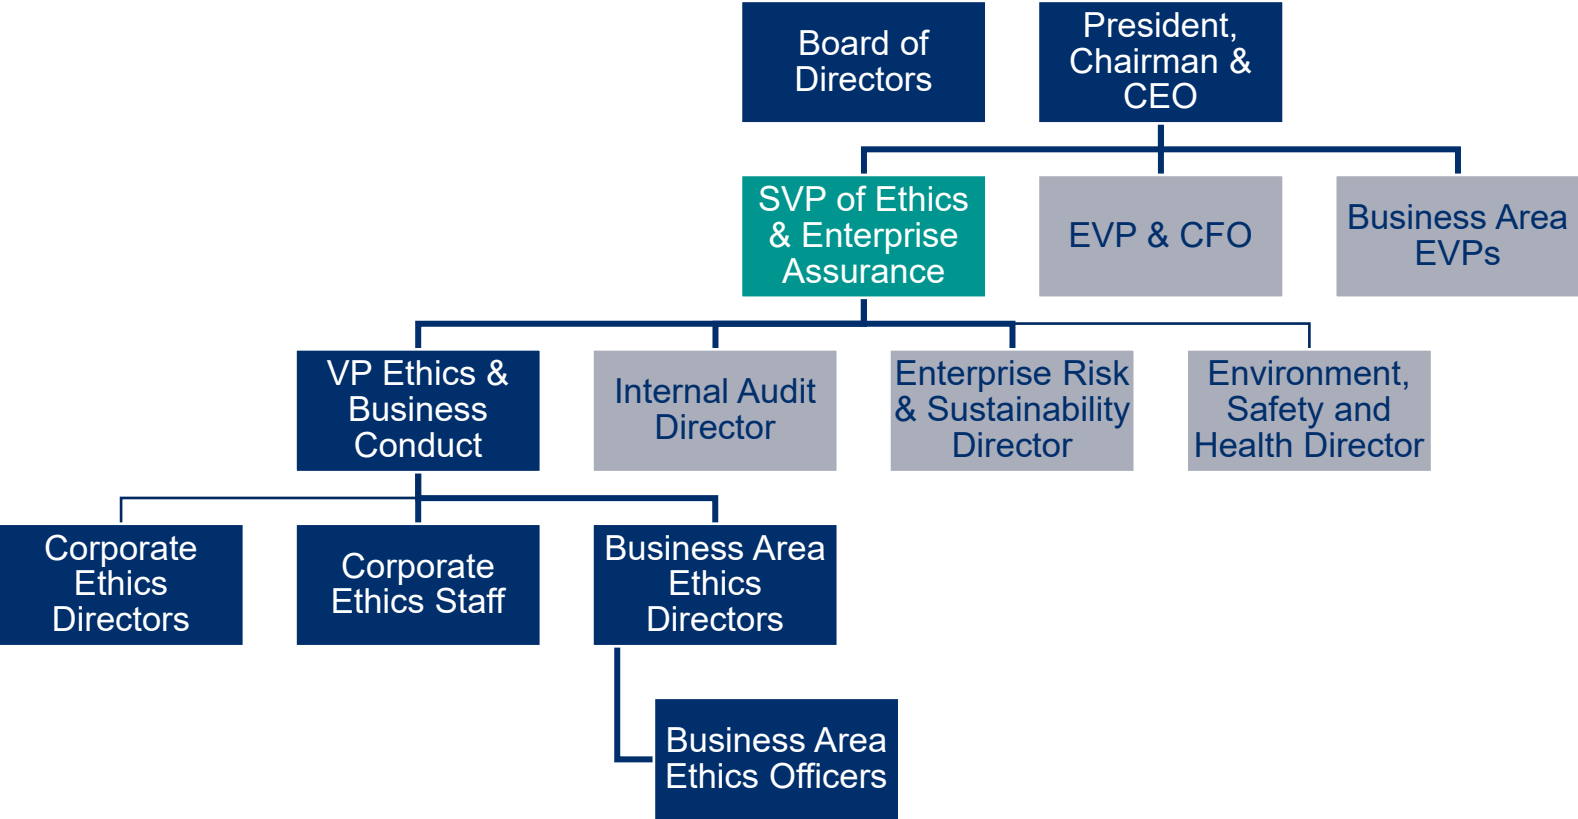 Board of
Directors
President,
Chairman &
CEO
SVP of Ethics
& Enterprise
Assurance
EVP & CFO
Business Area
EVPs
VP Ethics &
Business
Conduct
Internal Audit
Director
Enterprise Risk
& Sustainability
Director
Environment,
Safety and
Health Director
Corporate
Ethics
Directors
Corporate
Ethics Staff
Business Area
Ethics
Directors
Business Area
Ethics Officers